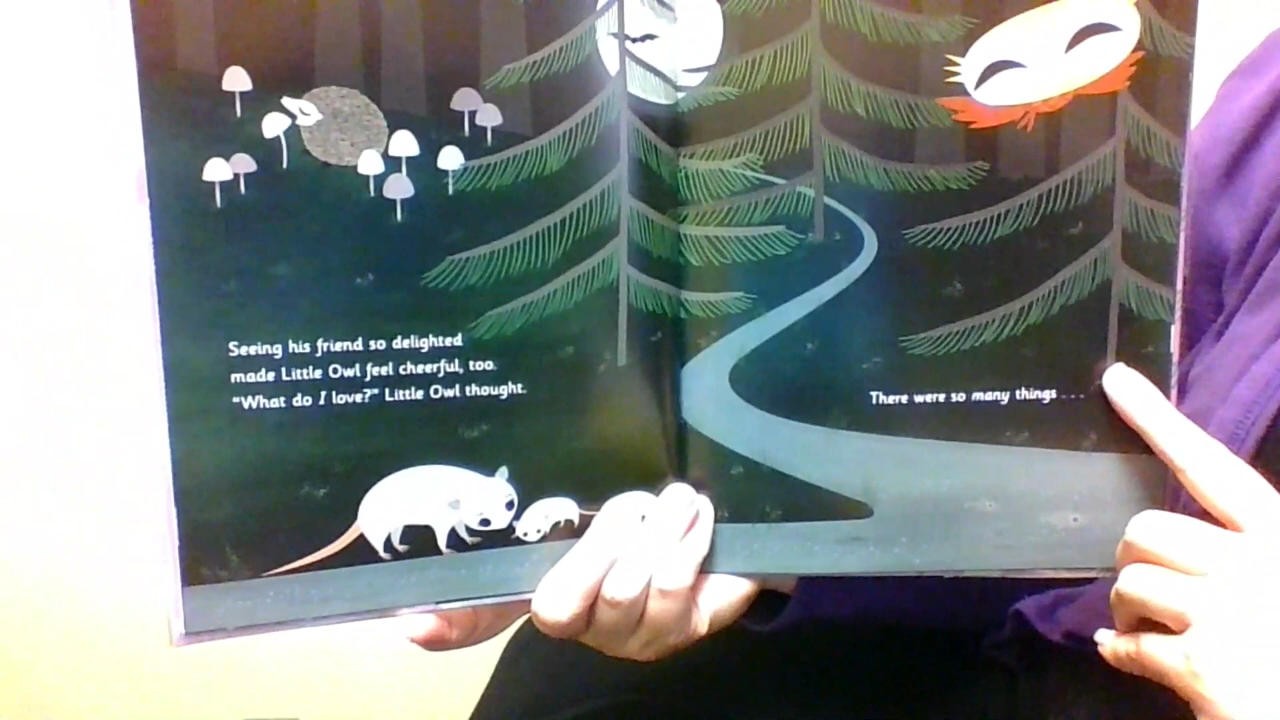 Seeing his friend so delighted
made Little Owl feel cheerful, too.
“What do I love?” Little Owl thought.
There were so many things . . .